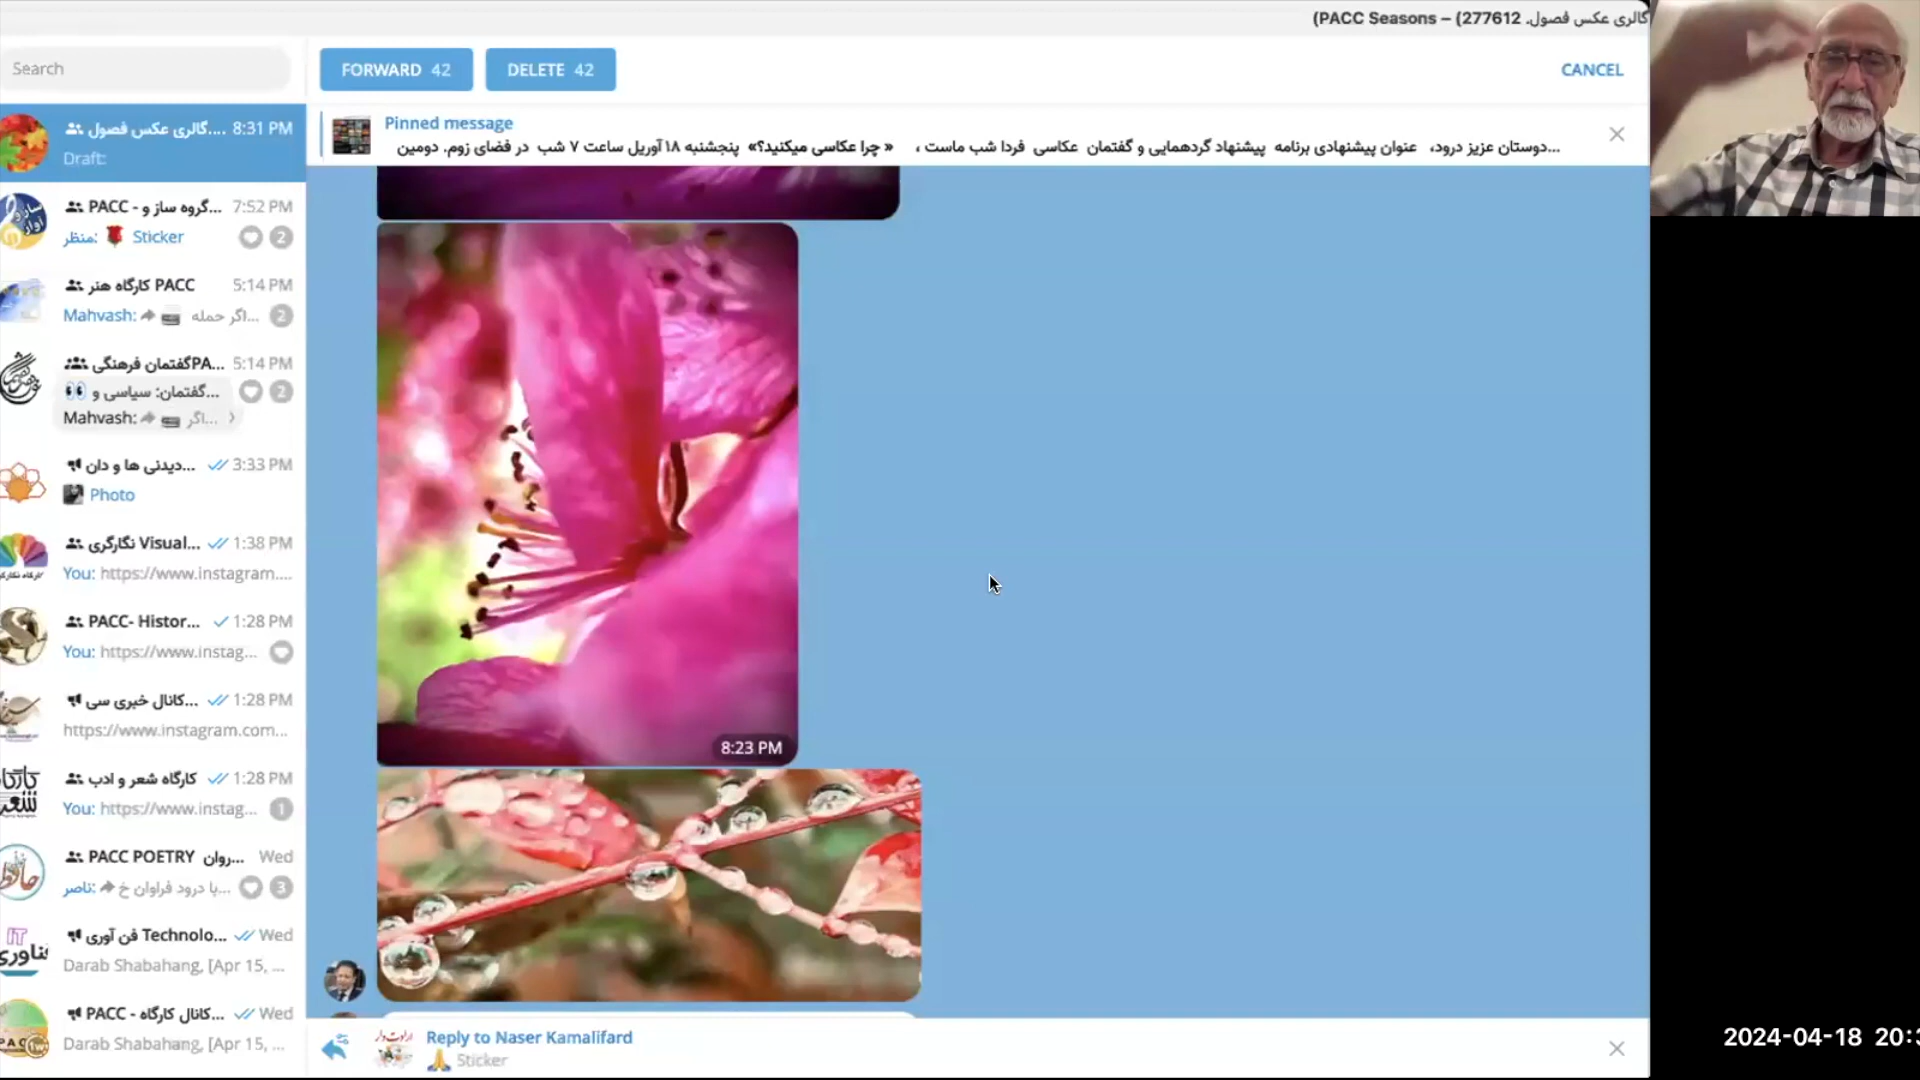 گالری عکس فصول. PACC Seasons – (277612)
Search
FORWARD 42
DELETE 42
CANCEL
گالری عکس فصول.... 8:31 PM
Draft:
Pinned message
دوستان عزیز درود، عنوان پیشنهادی برنامه پیشنهاد گردهمایی و گفتمان عکاسی فردا شب ماست ، « چرا عکاسی میکنید؟» پنجشنبه ۱۸ آوریل ساعت ۷ شب در فضای زوم. دومین...
PACC - گروه ساز و... 7:52 PM
منظر: Sticker 2
کارگاه هنر PACC 5:14 PM
Mahvash: اگر حمله... 2
گفتمان فرهنگی PA... 5:14 PM
گفتمان: سیاسی و... 2
Mahvash: اگر...
دیدنی ها و دان... 3:33 PM
Photo
نگارگری Visual... 1:38 PM
You: https://www.instagram....
PACC- Histor... 1:28 PM
You: https://www.instag...
کانال خبری سی... 1:28 PM
https://www.instagram.com...
کارگاه شعر و ادب 1:28 PM
You: https://www.instag... 1
PACC POETRY روان... Wed
ناصر: با درود فراوان خ... 3
فن آوری Technolo... Wed
Darab Shabahang, [Apr 15, ...
PACC - کانال کارگاه... Wed
Darab Shabahang, [Apr 15, ...
8:23 PM
Reply to Naser Kamalifard
Sticker
2024-04-18 20:3